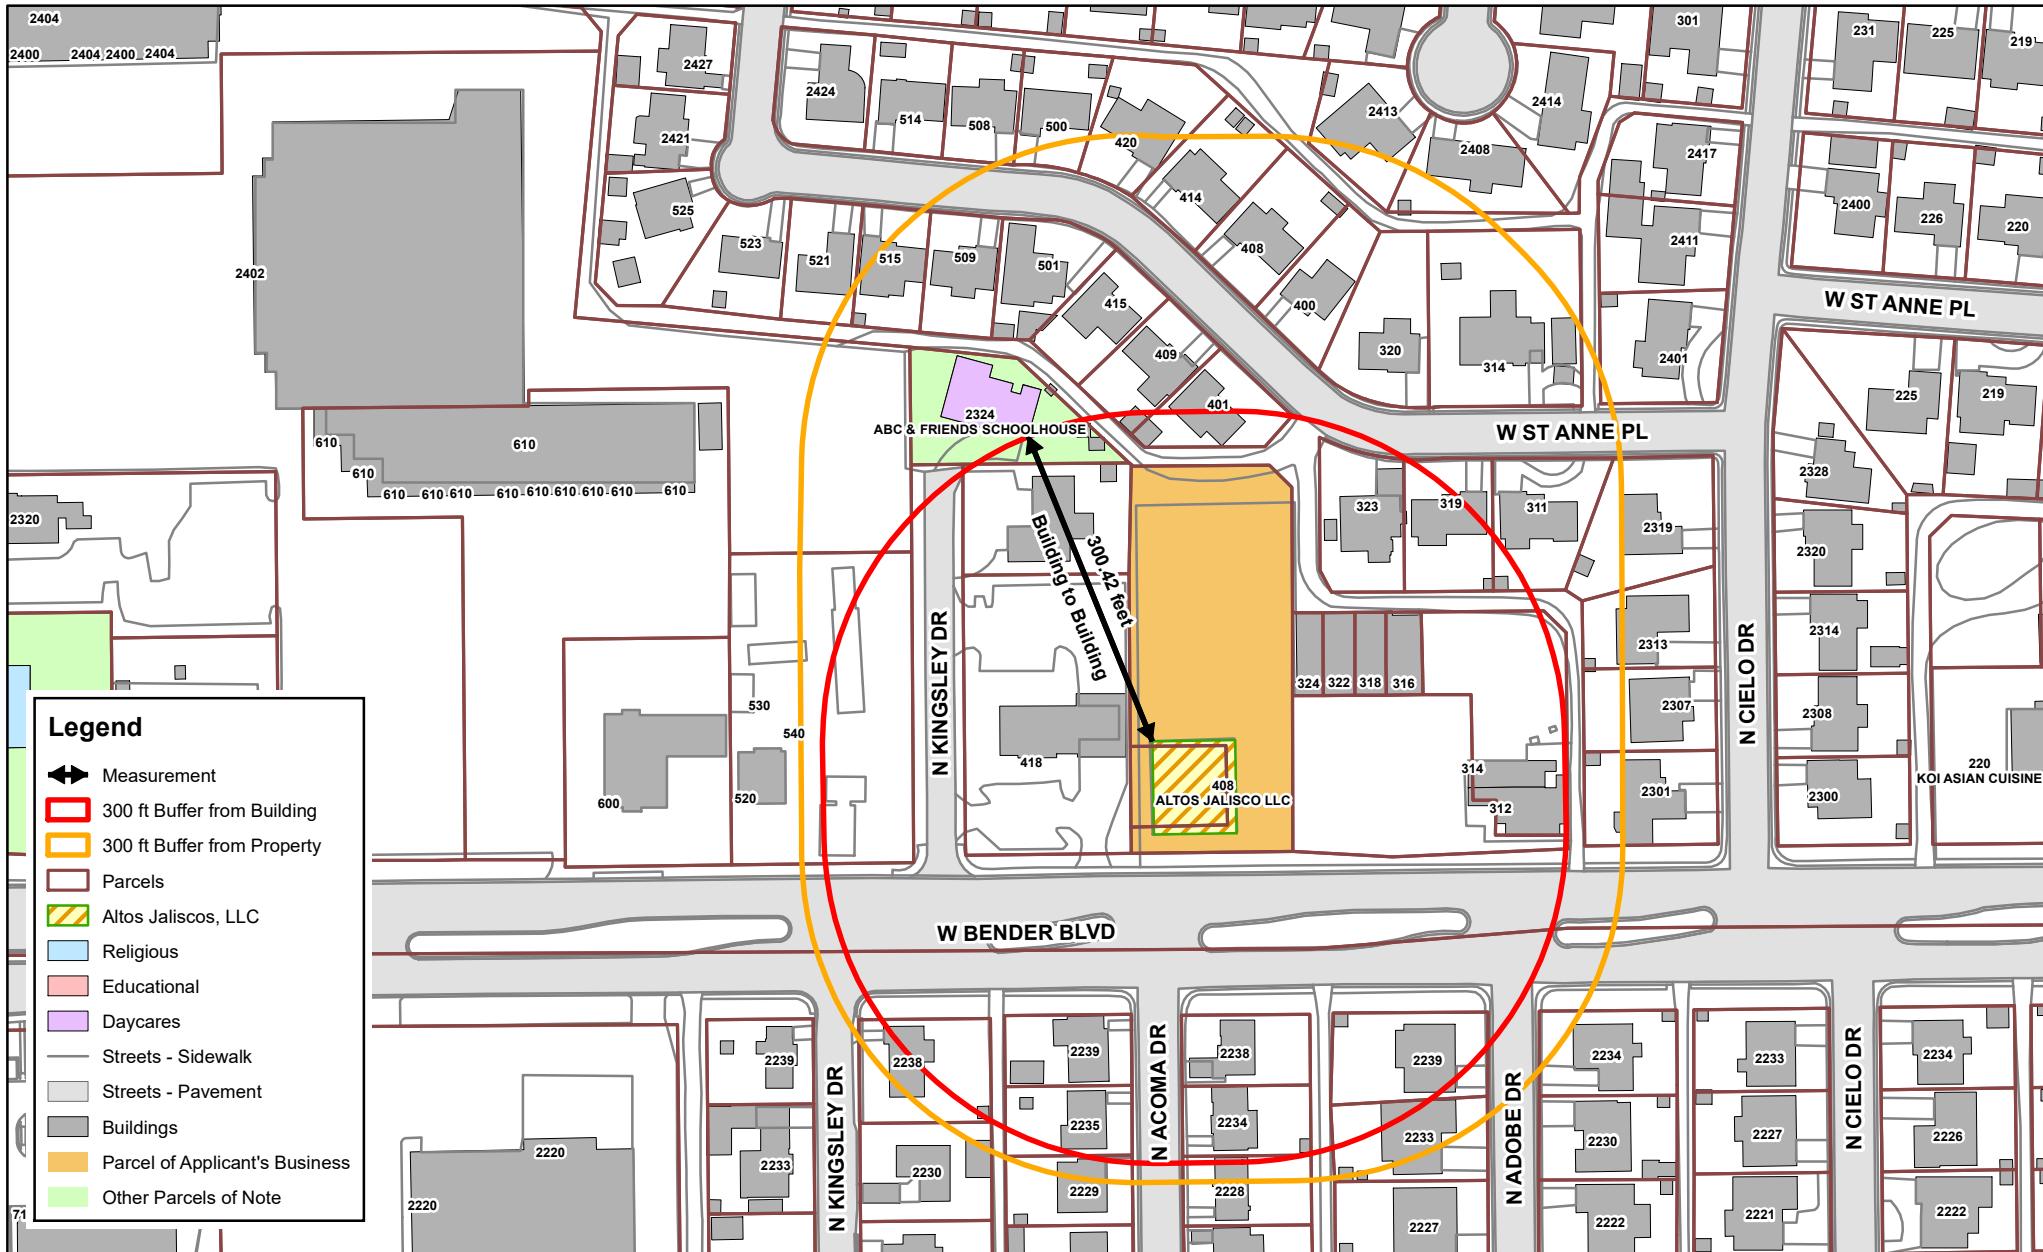 2404
2400 2404 2400 2404
2427
2424
514
508
500
420
2413
2414
2408
301
231
225
219
2421
2417
414
525
523
521
515
509
501
408
2411
2400
226
220
2402
415
400
W ST ANNE PL
409
320
314
2401
225
219
401
2324
ABC & FRIENDS SCHOOLHOUSE
W ST ANNE PL
610
610
610
610 610 610 610 610 610 610 610
2328
2320
323
319
311
2319
2320
300.42 feet
Building to Building
N KINGSLEY DR
2313
2314
N CIELO DR
324 322 318 316
530
540
2307
2308
418
314
220
KOI ASIAN CUISINE
408
ALTOS JALISCO LLC
600
520
312
2301
2300
W BENDER BLVD
Legend
Measurement
300 ft Buffer from Building
300 ft Buffer from Property
Parcels
Altos Jaliscos, LLC
Religious
Educational
Daycares
Streets - Sidewalk
Streets - Pavement
Buildings
Parcel of Applicant's Business
Other Parcels of Note
2239
2238
2239
2238
2239
2234
2233
2234
N KINGSLEY DR
N ACOMA DR
N ADOBE DR
N CIELO DR
2235
2234
2233
2230
2227
2226
2220
2233
2230
2229
2228
2220
2227
2222
2221
2222
71